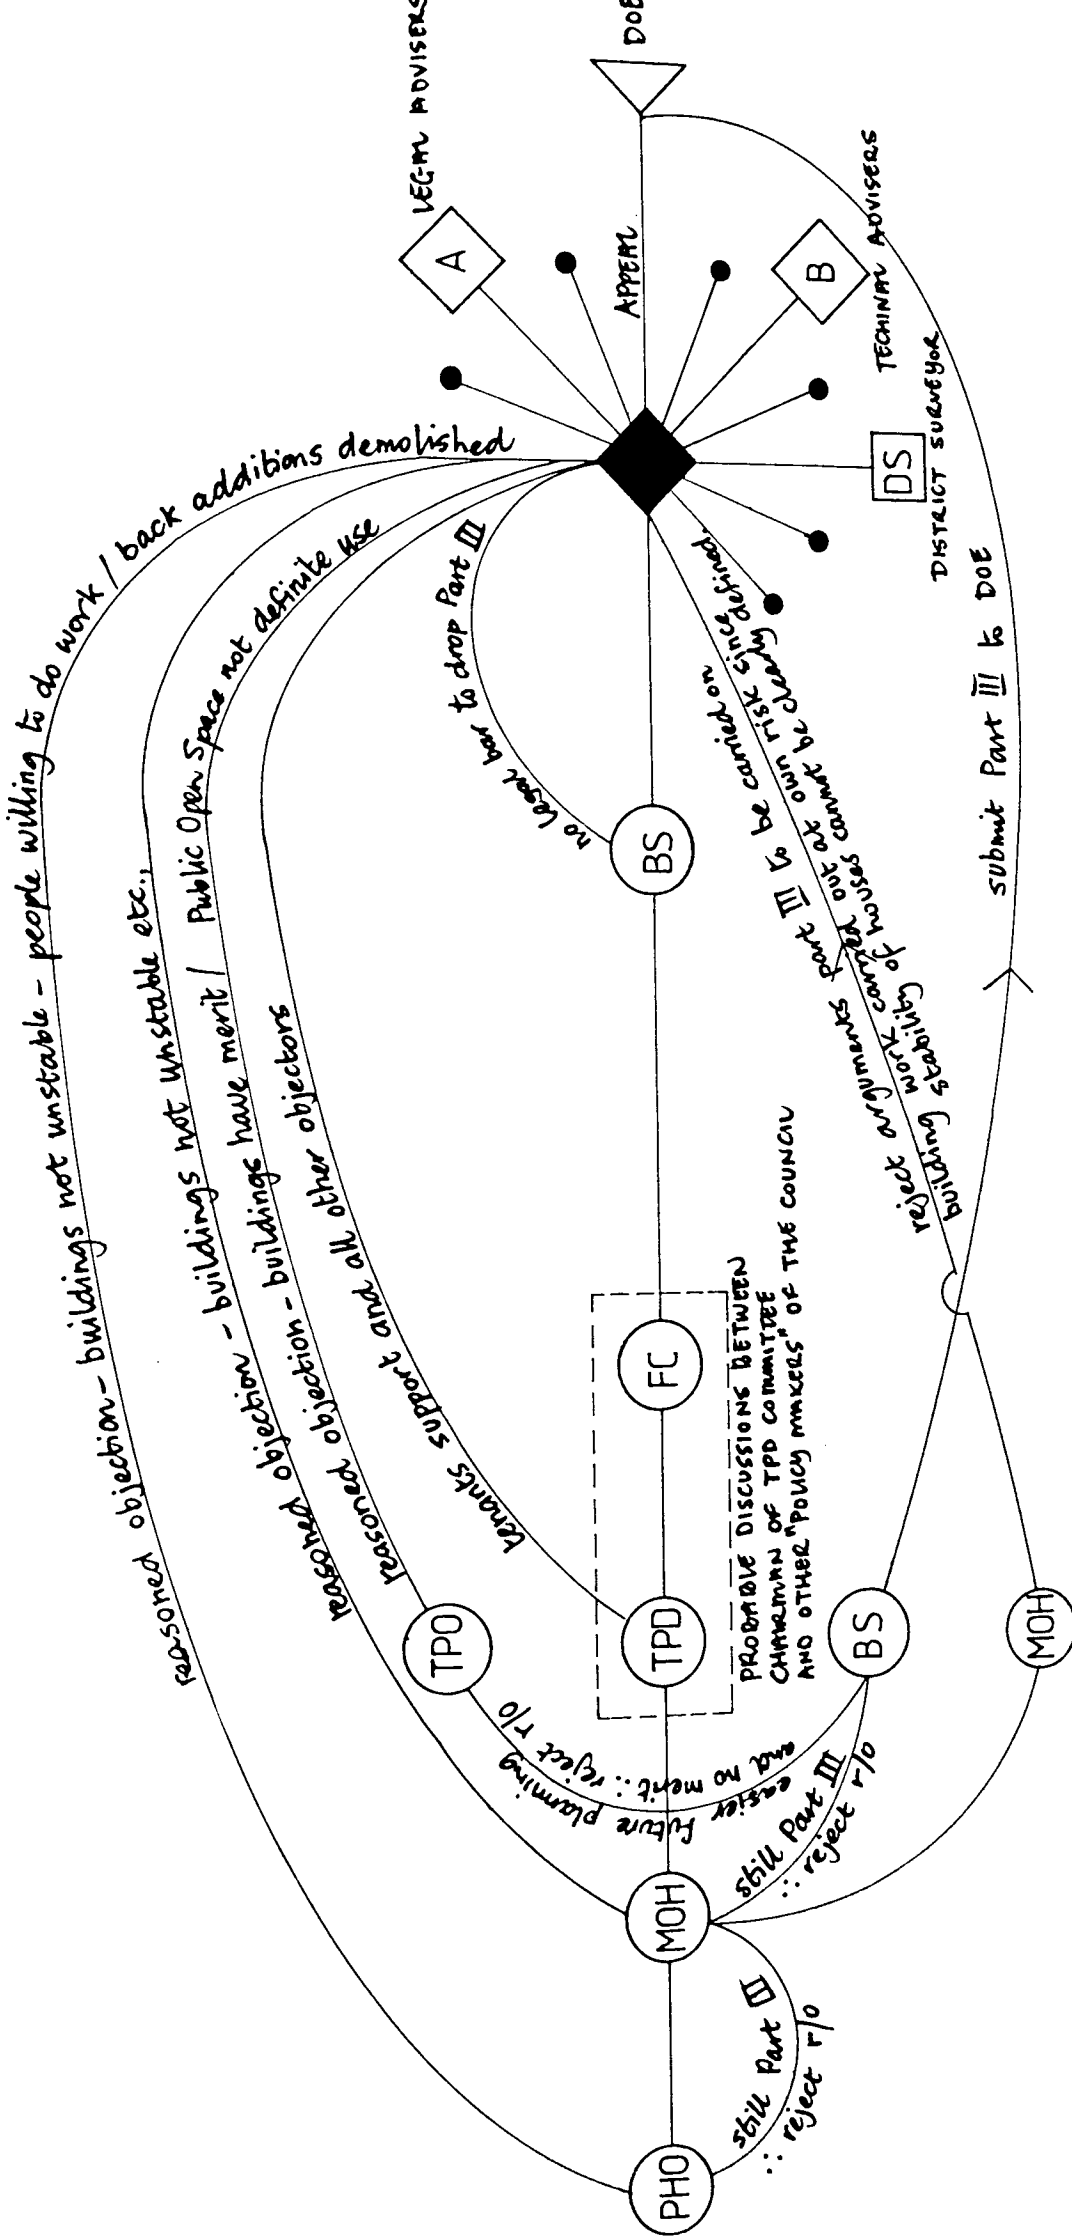 LEGAL ADVISERS
DOE
A
APPEAL
B
TECHINAL ADVISERS
DS
DISTRICT SURVEYOR
reasoned objection - buildings not unstable - people willing to do work / back additions demolished
reasoned objection - buildings not unstable etc.,
reasoned objection - buildings have merit / Public Open Space not definite use
tenants support and all other objectors
no legal bar to drop Part III
BS
reject arguments part III to be carried on
building work carried out at own risk since
stability of houses cannot be clearly defined.
submit Part III to DOE
FC
TPD
PROBABLE DISCUSSIONS BETWEEN
CHAIRMAN OF TPD COMMITTEE
AND OTHER "POLICY MAKERS" OF THE COUNCIL
TPO
future planning
easier
and no merit ∴ reject r/o
BS
MOH
MOH
still Part III
∴ reject r/o
PHO
still Part III
∴ reject r/o